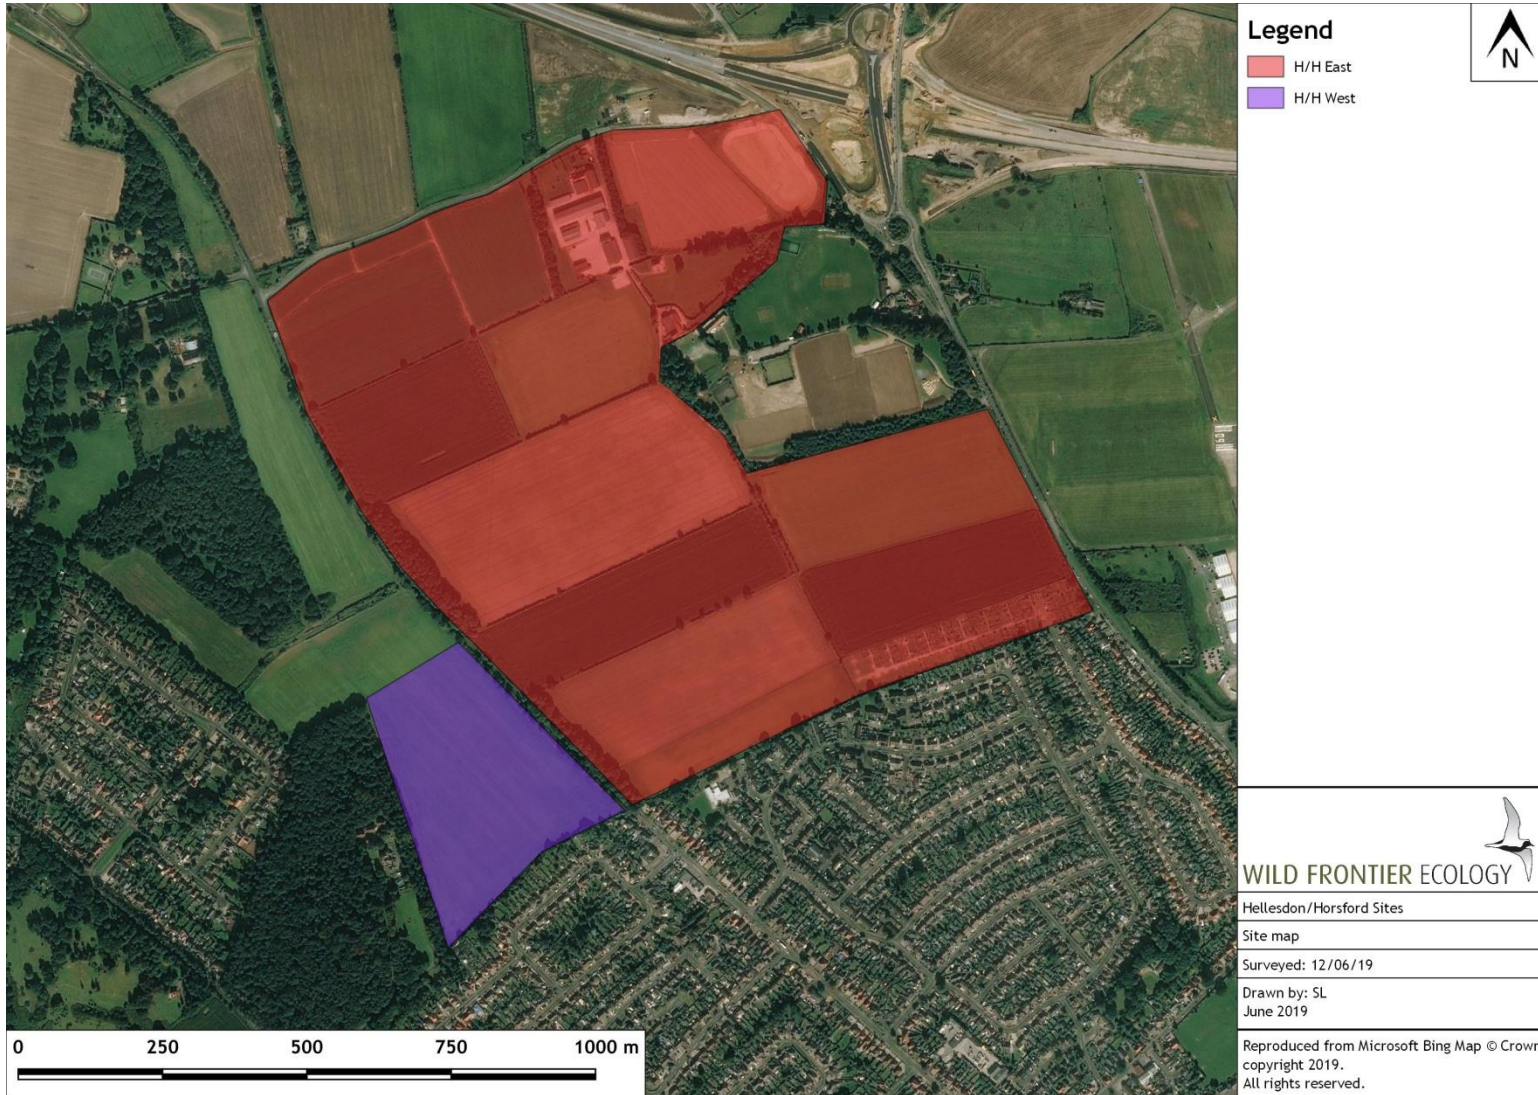 Legend
N
H/H East
H/H West
WILD FRONTIER ECOLOGY
Hellesdon/Horsford Sites
Site map
Surveyed: 12/06/19
Drawn by: SL
June 2019
Reproduced from Microsoft Bing Map © Crown
copyright 2019.
All rights reserved.
0 250 500 750 1000 m